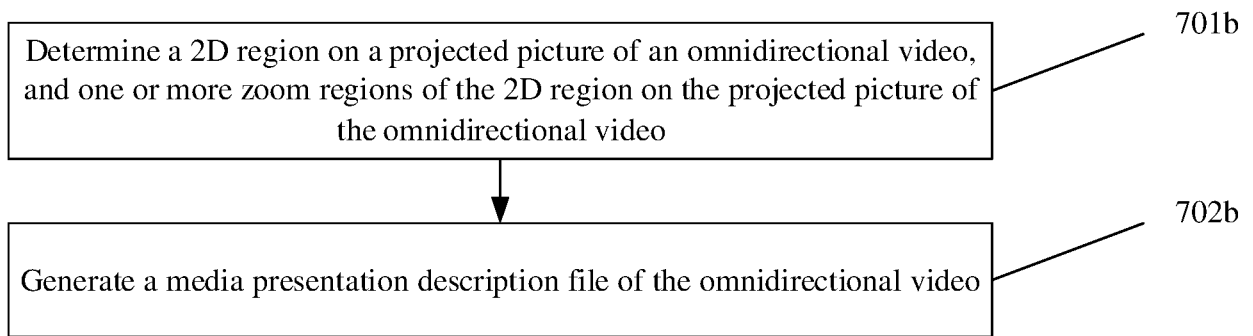 701b
Determine a 2D region on a projected picture of an omnidirectional video,
and one or more zoom regions of the 2D region on the projected picture of
the omnidirectional video
702b
Generate a media presentation description file of the omnidirectional video